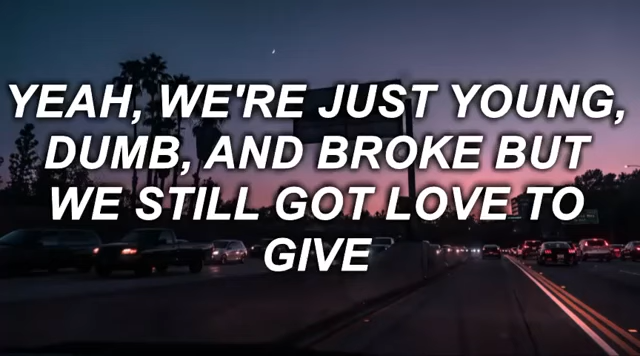 YEAH, WE'RE JUST YOUNG,
DUMB, AND BROKE BUT
WE STILL GOT LOVE TO
GIVE